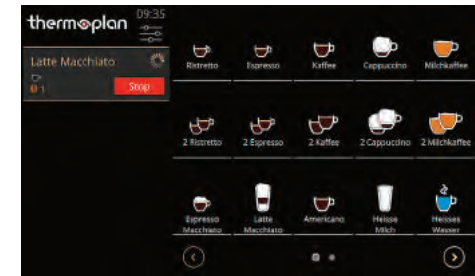 thermoplan
09:35
Latte Macchiato
1
Stop
Ristretto
Espresso
Kaffee
Cappuccino
Milchkaffee
2 Ristretto
2 Espresso
2 Kaffee
2 Cappuccino
2 Milchkaffee
Espresso
Macchiato
Latte
Macchiato
Americano
Heisse
Milch
Heisses
Wasser